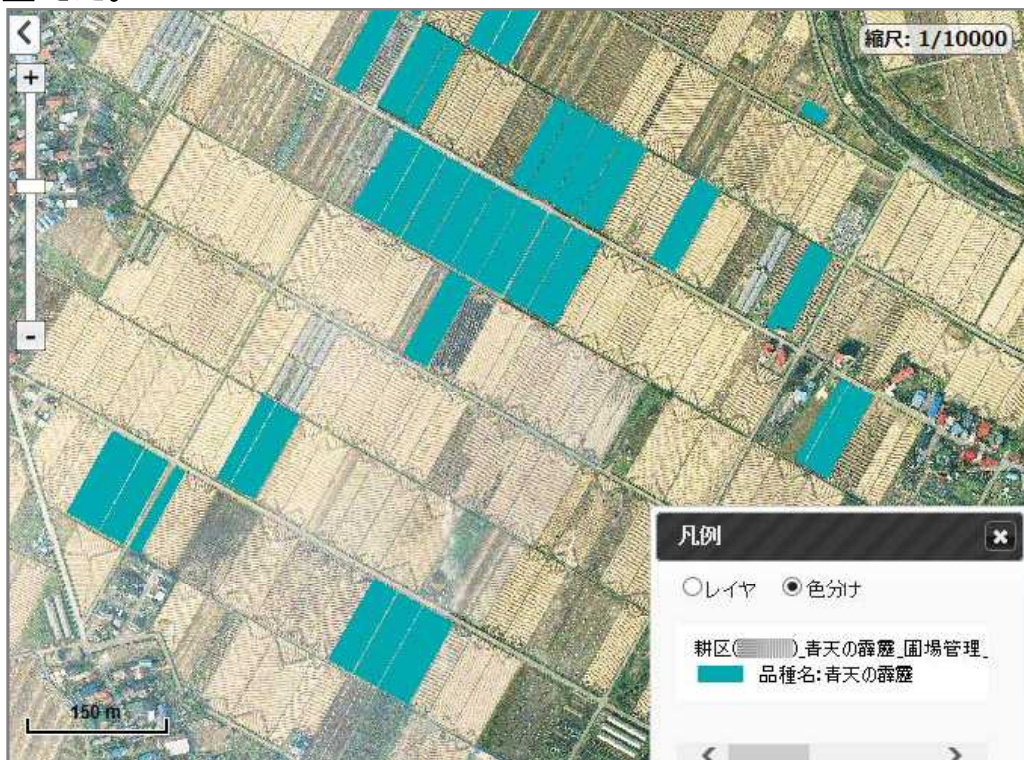 縮尺: 1/10000
+
-
凡例
レイヤ 色分け
耕区( )_青天の霹靂_圃場管理_
品種名:青天の霹靂
150 m